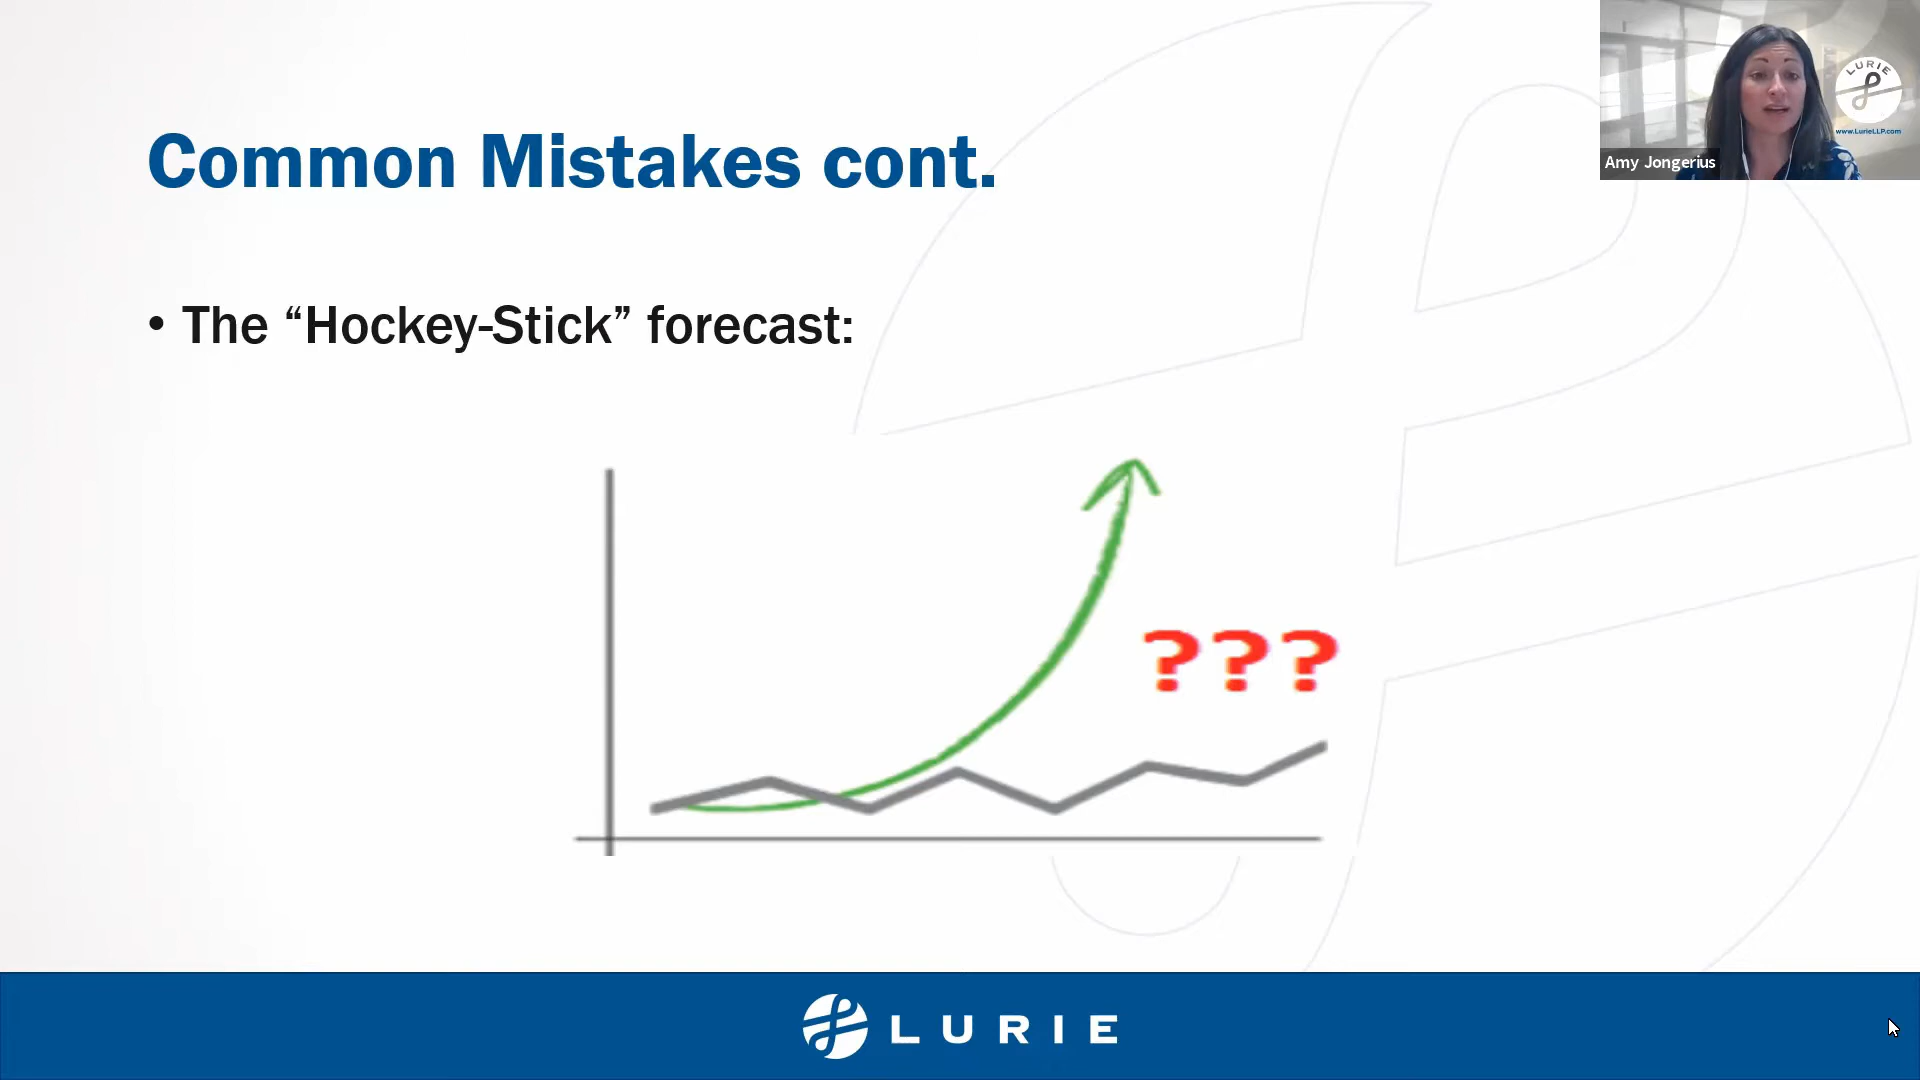 Common Mistakes cont.
LURIE
www.LurieLLP.com
Amy Jongerius
• The “Hockey-Stick” forecast:
???
LURIE